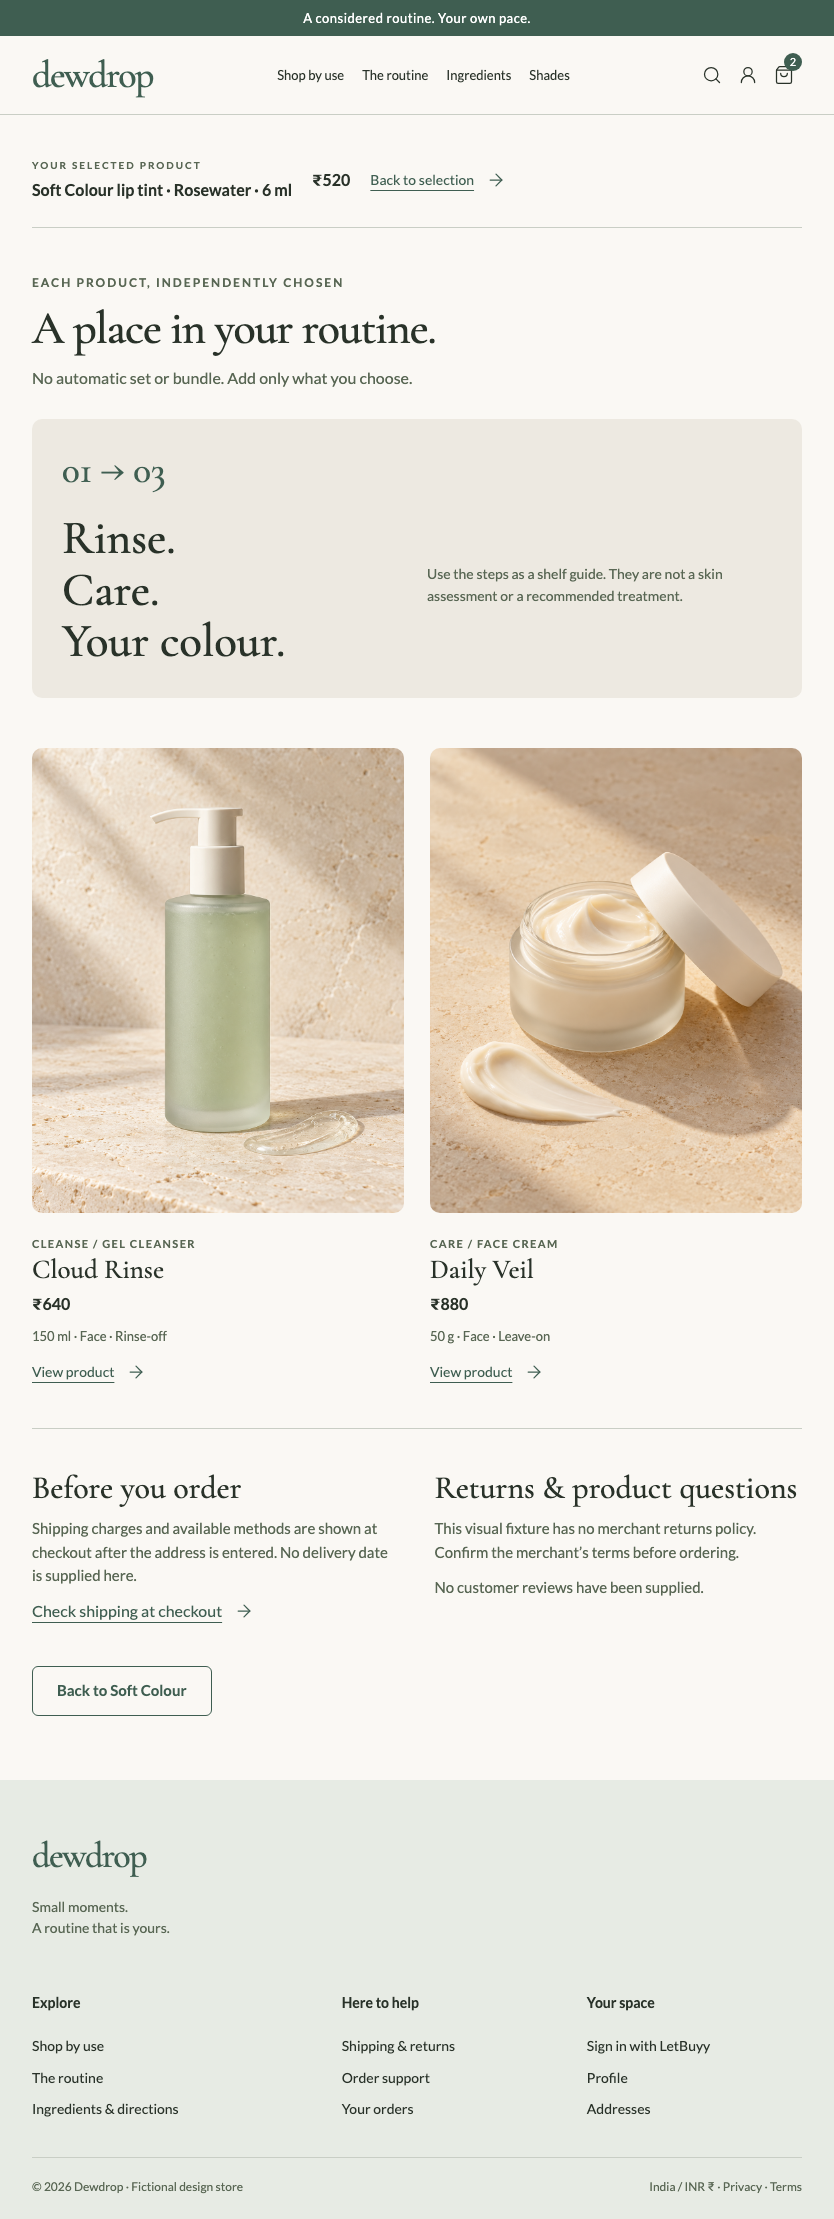 A considered routine. Your own pace.
dewdrop
Shop by use
The routine
Ingredients
Shades
2
YOUR SELECTED PRODUCT
Soft Colour lip tint · Rosewater · 6 ml
₹520
Back to selection →
EACH PRODUCT, INDEPENDENTLY CHOSEN
A place in your routine.
No automatic set or bundle. Add only what you choose.
01 → 03
Rinse.
Care.
Your colour.
Use the steps as a shelf guide. They are not a skin
assessment or a recommended treatment.
CLEANSE / GEL CLEANSER
Cloud Rinse
₹640
150 ml · Face · Rinse-off
View product →
CARE / FACE CREAM
Daily Veil
₹880
50 g · Face · Leave-on
View product →
Before you order
Shipping charges and available methods are shown at
checkout after the address is entered. No delivery date
is supplied here.
Check shipping at checkout →
Returns & product questions
This visual fixture has no merchant returns policy.
Confirm the merchant’s terms before ordering.
No customer reviews have been supplied.
Back to Soft Colour
dewdrop
Small moments.
A routine that is yours.
Explore
Shop by use
The routine
Ingredients & directions
Here to help
Shipping & returns
Order support
Your orders
Your space
Sign in with LetBuyy
Profile
Addresses
© 2026 Dewdrop · Fictional design store
India / INR ₹ · Privacy · Terms